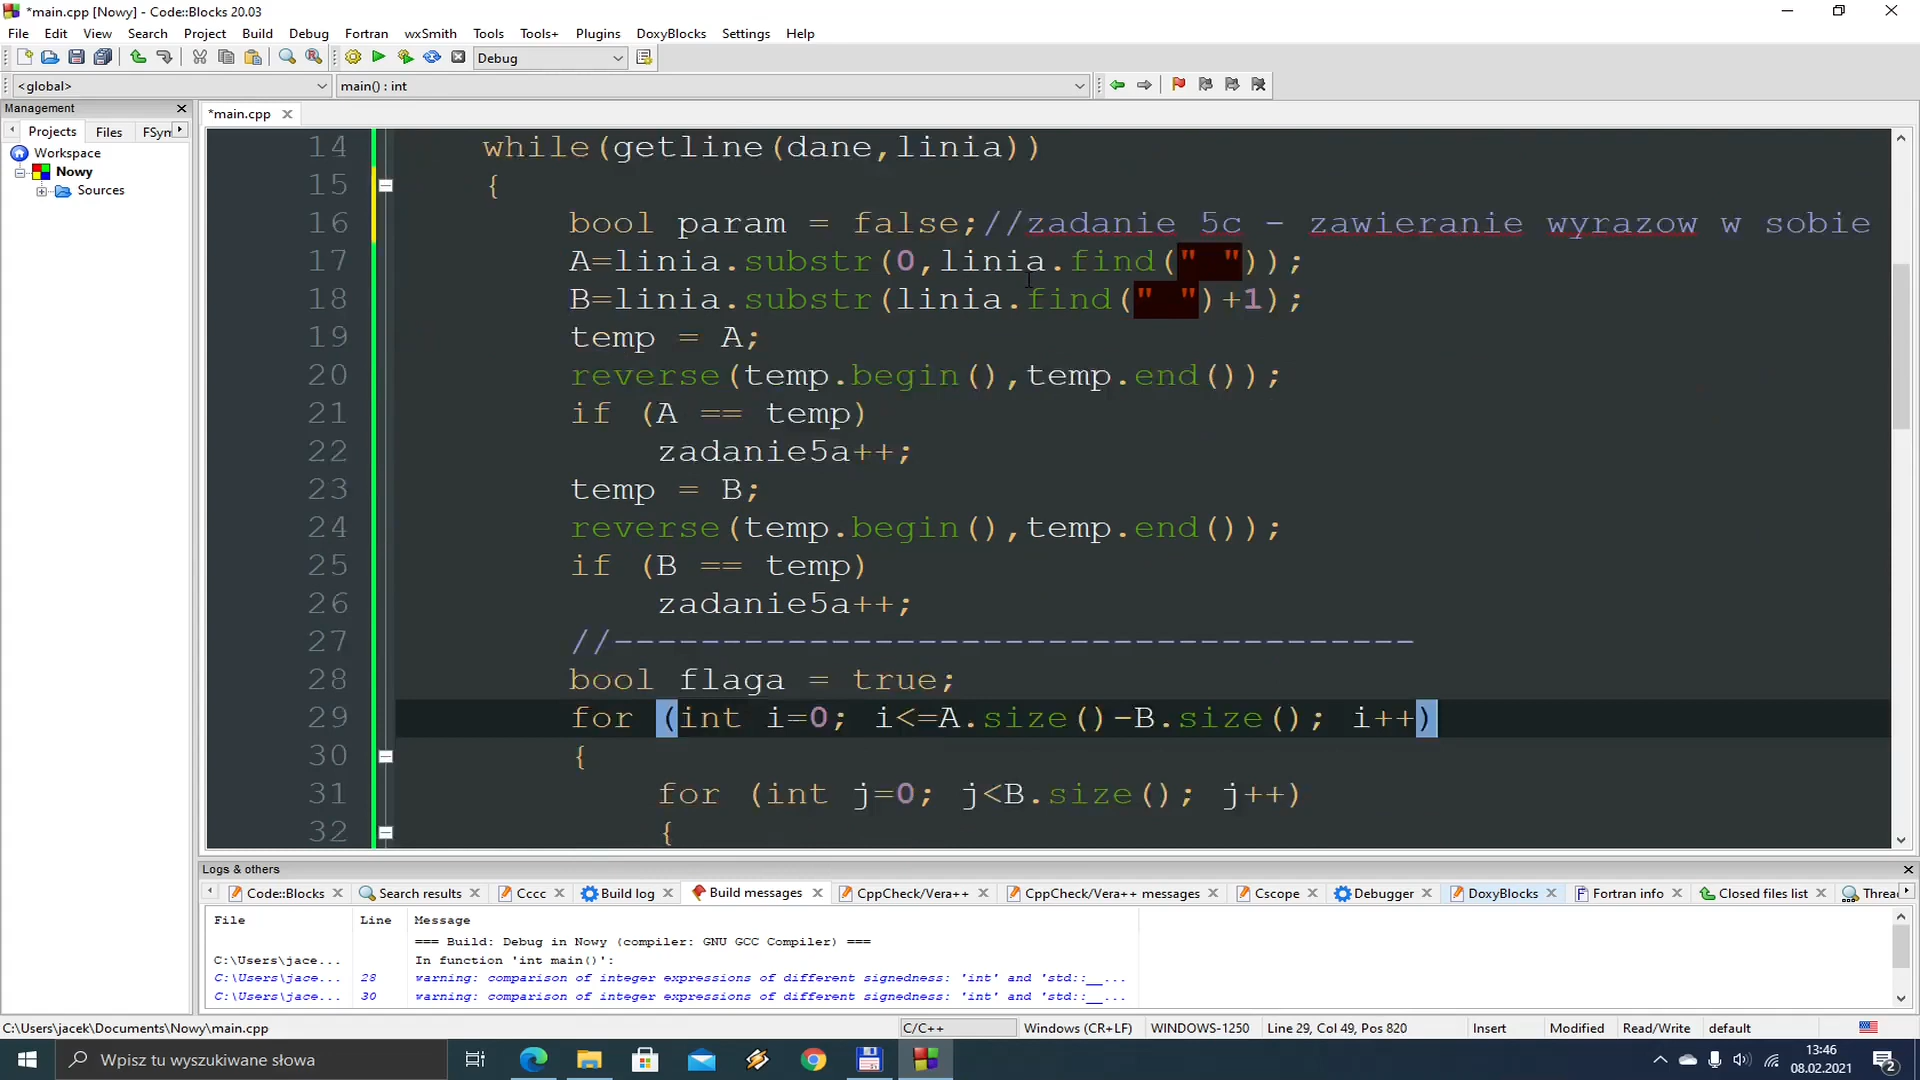 *main.cpp [Nowy] - Code::Blocks 20.03
File Edit View Search Project Build Debug Fortran wxSmith Tools Tools+ Plugins DoxyBlocks Settings Help
Debug
<global> main() : int
Management
*main.cpp
Projects Files FSyn
Workspace
Nowy
Sources
14 while(getline(dane,linia))
15 {
16 bool param = false;//zadanie 5c - zawieranie wyrazow w sobie
17 A=linia.substr(0,linia.find(" "));
18 B=linia.substr(linia.find(" ")+1);
19 temp = A;
20 reverse(temp.begin(),temp.end());
21 if (A == temp)
22 zadanie5a++;
23 temp = B;
24 reverse(temp.begin(),temp.end());
25 if (B == temp)
26 zadanie5a++;
27 //-------------------------------------
28 bool flaga = true;
29 for (int i=0; i<=A.size()-B.size(); i++)
30 {
31 for (int j=0; j<B.size(); j++)
32 {
Logs & others
Code::Blocks Search results Cccc Build log Build messages CppCheck/Vera++ CppCheck/Vera++ messages Cscope Debugger DoxyBlocks Fortran info Closed files list Threa
File Line Message
=== Build: Debug in Nowy (compiler: GNU GCC Compiler) ===
C:\Users\jace... In function 'int main()':
C:\Users\jace... 28 warning: comparison of integer expressions of different signedness: 'int' and 'std::__...
C:\Users\jace... 30 warning: comparison of integer expressions of different signedness: 'int' and 'std::__...
C:\Users\jacek\Documents\Nowy\main.cpp C/C++ Windows (CR+LF) WINDOWS-1250 Line 29, Col 49, Pos 820 Insert Modified Read/Write default
Wpisz tu wyszukiwane słowa
13:46
08.02.2021
2